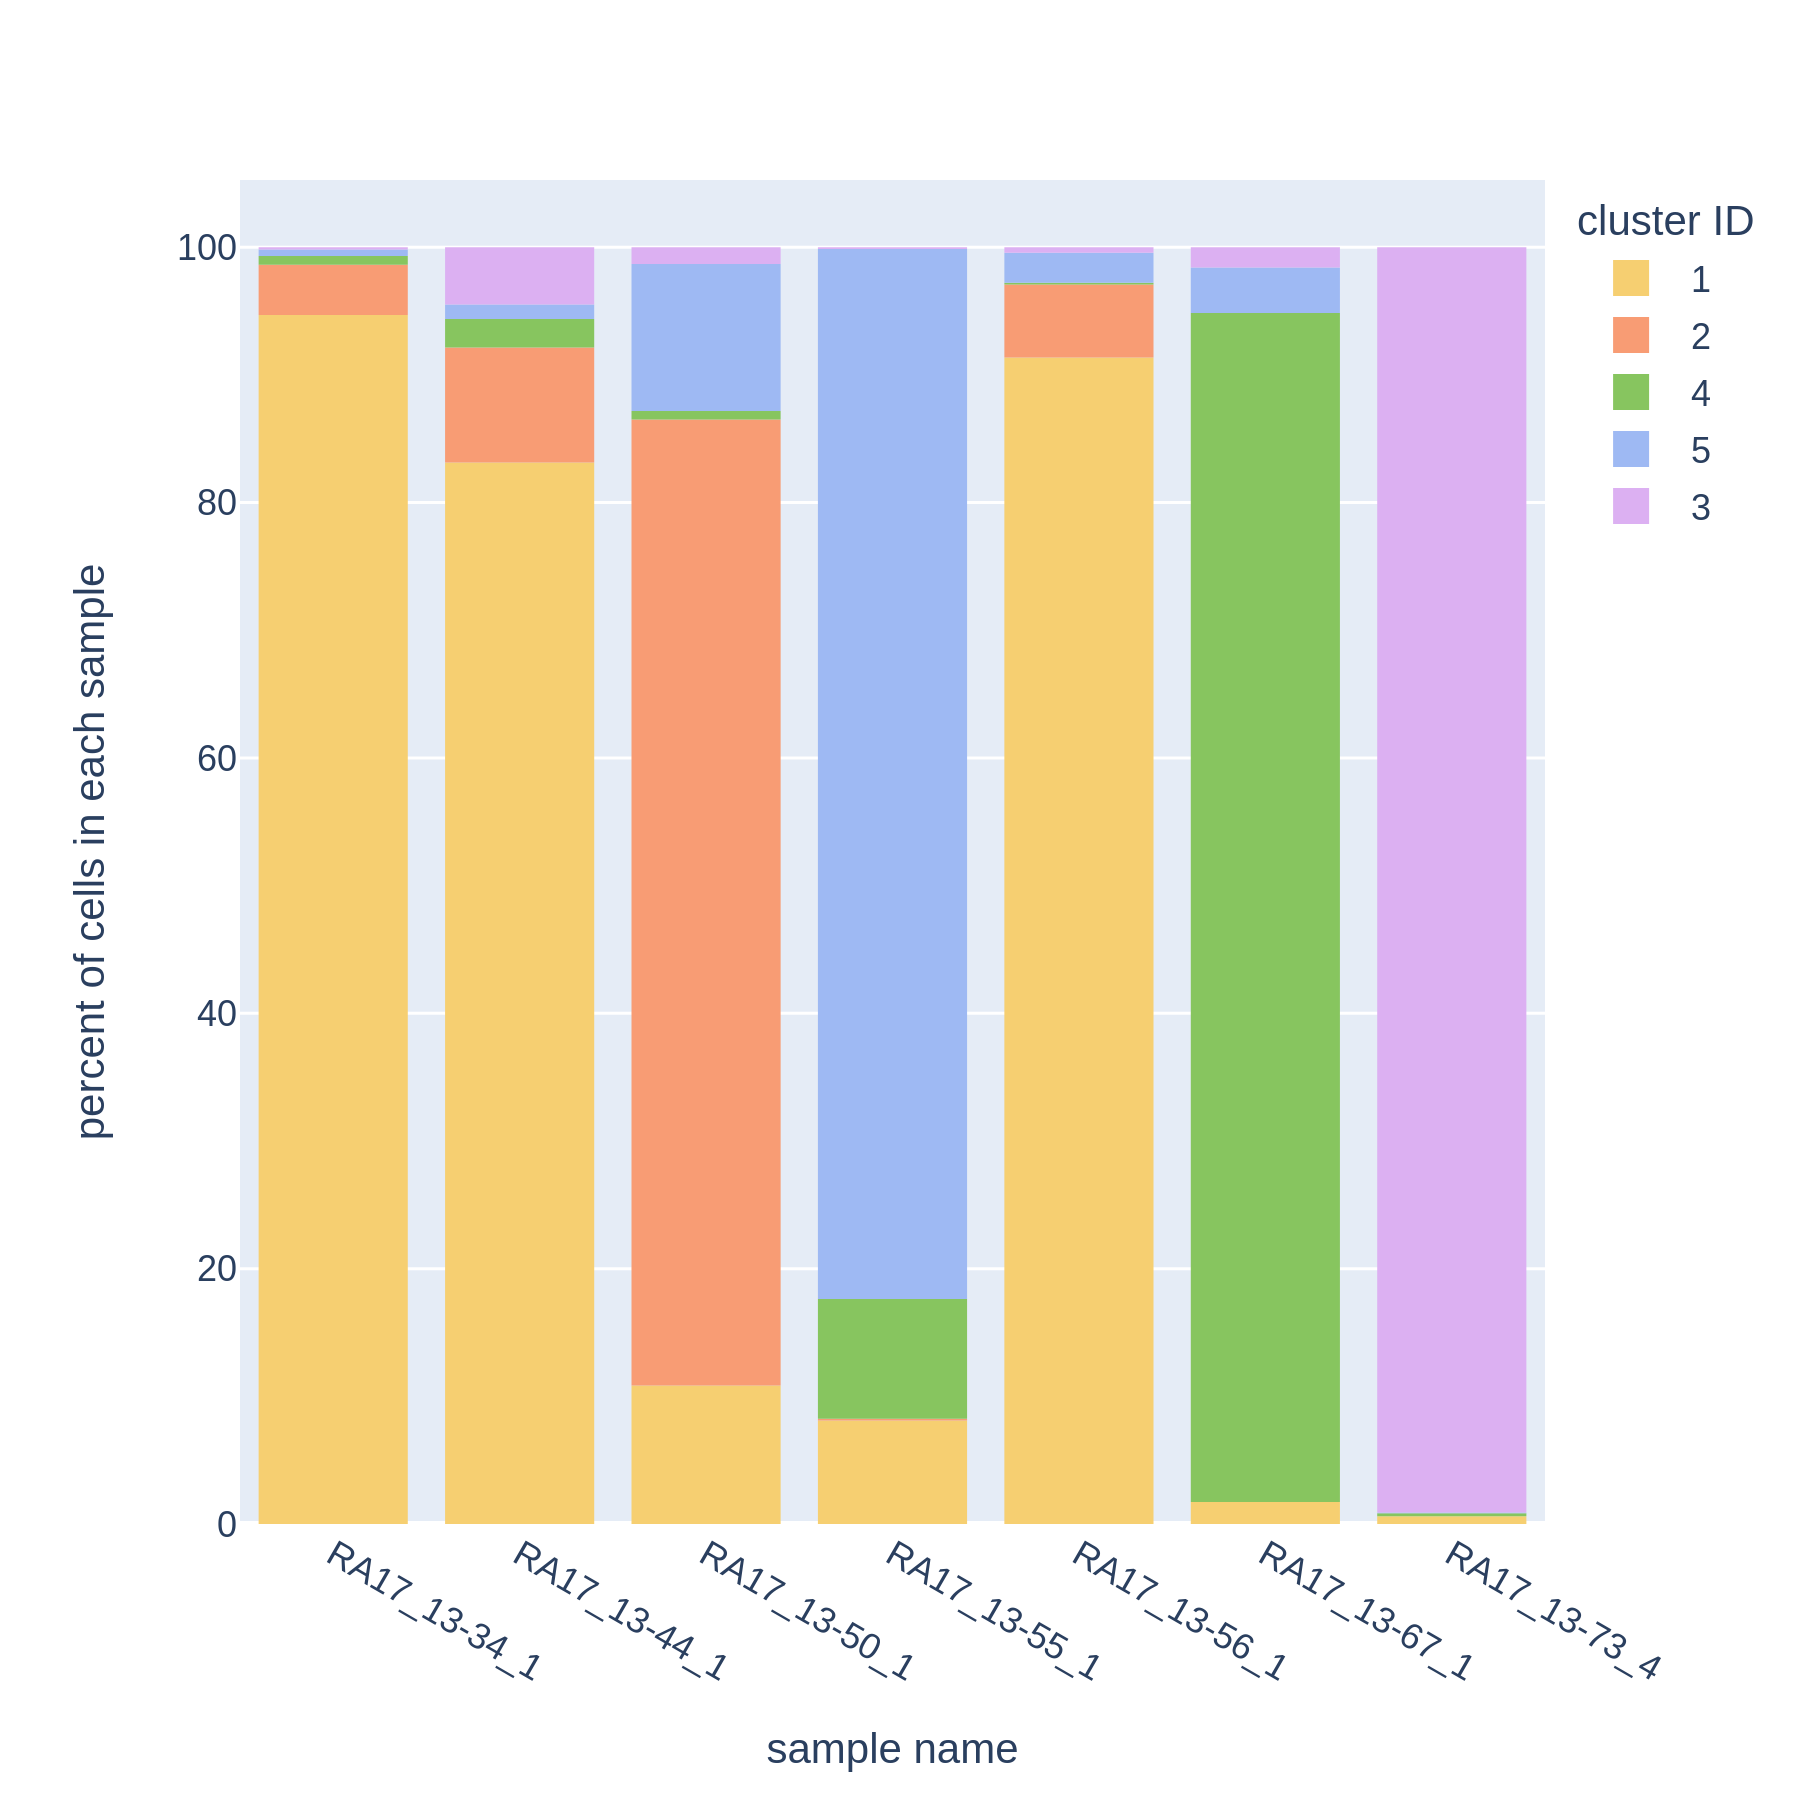 cluster ID
1
2
4
5
3
100
80
60
40
20
0
percent of cells in each sample
RA17_13-34_1
RA17_13-44_1
RA17_13-50_1
RA17_13-55_1
RA17_13-56_1
RA17_13-67_1
RA17_13-73_4
sample name